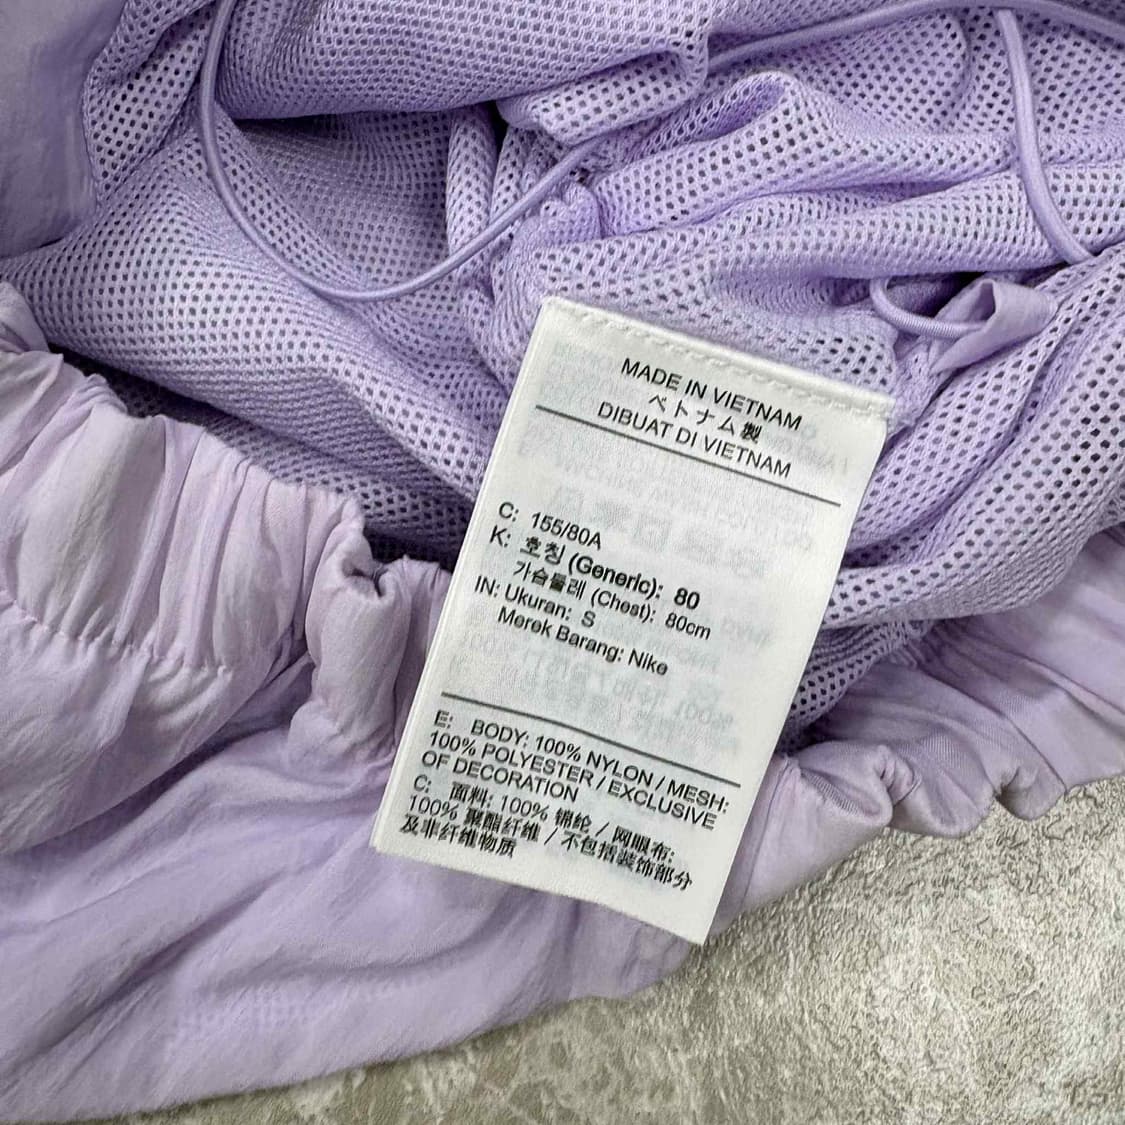 MADE IN VIETNAM
ベトナム製
DIBUAT DI VIETNAM
C: 155/80A
K: 호칭 (Generic): 80
가슴둘레 (Chest): 80cm
IN: Ukuran: S
Merek Barang: Nike
E: BODY: 100% NYLON / MESH:
100% POLYESTER / EXCLUSIVE
OF DECORATION
C: 面料: 100% 锦纶 / 网眼布:
100% 聚酯纤维 / 不包括装饰部分
及非纤维物质